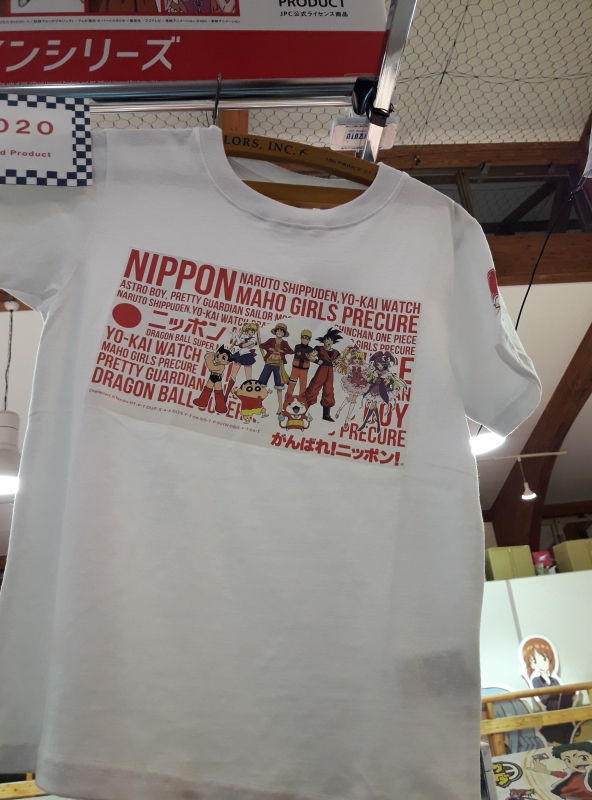 PRODUCT
JPC公式ライセンス商品
インシリーズ
2020
d Product
LORS, INC.
NIPPON
NARUTO SHIPPUDEN,YO-KAI WATCH
MAHO GIRLS PRECURE
ASTRO BOY, PRETTY GUARDIAN SAILOR MO
SHINCHAN,ONE PIECE
NARUTO SHIPPUDEN,YO-KAI WATCH
GIRLS PRECURE
ニッポン
DRAGON BALL SUPER
YO-KAI WATCH
MAHO GIRLS PRECURE
PRETTY GUARDIAN
DRAGON BALL SUPER
PRECURE
がんばれ!ニッポン!